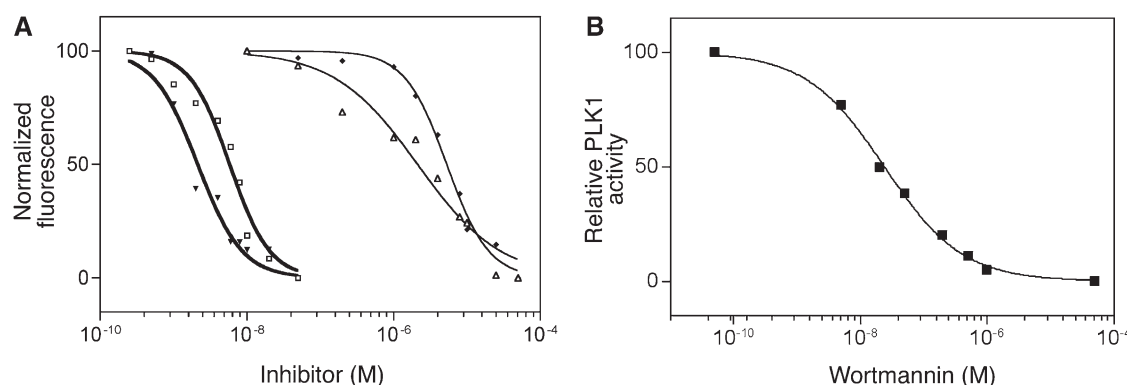 A
Normalized
fluorescence
100
50
0
10-10
10-8
10-6
10-4
Inhibitor (M)
B
Relative PLK1
activity
100
50
0
10-10
10-8
10-6
10-4
Wortmannin (M)